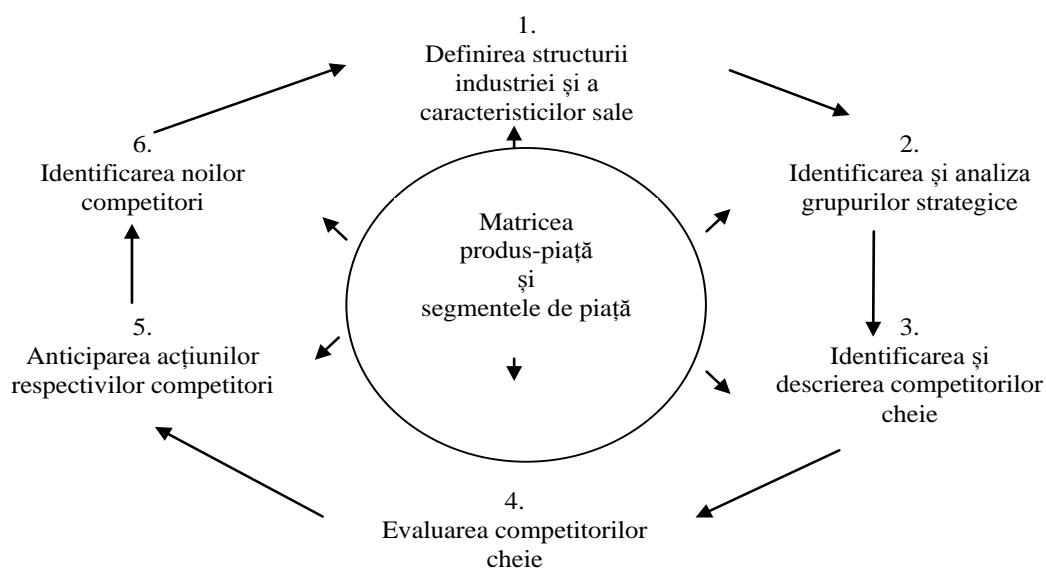 1.
Definirea structurii
industriei și a
caracteristicilor sale
2.
Identificarea și analiza
grupurilor strategice
3.
Identificarea și
descrierea competitorilor
cheie
4.
Evaluarea competitorilor
cheie
5.
Anticiparea acțiunilor
respectivilor competitori
6.
Identificarea noilor
competitori
Matricea
produs-piață
și
segmentele de piață